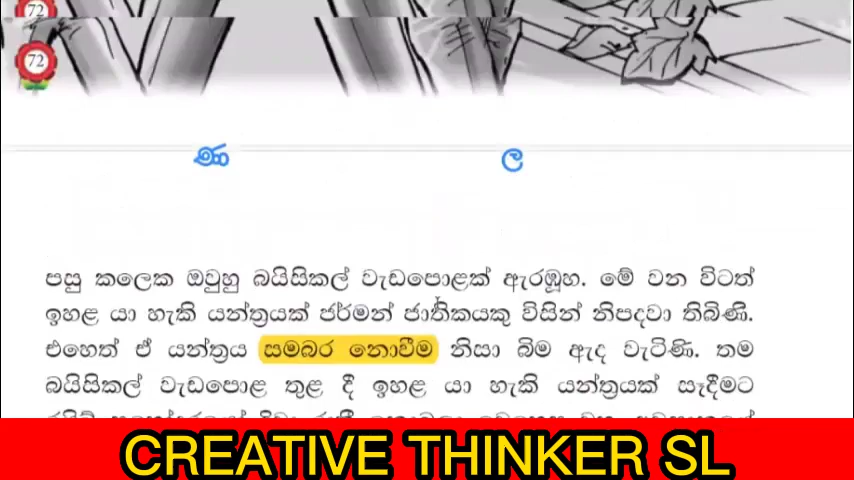 72
72
ණ ල
පසු කලෙක ඔවුහු බයිසිකල් වැඩපොළක් ඇරඹූහ. මේ වන විටත්
ඉහළ යා හැකි යන්ත්‍රයක් ජර්මන් ජාතිකයකු විසින් නිපදවා තිබිණි.
එහෙත් ඒ යන්ත්‍රය සමබර නොවීම නිසා බිම ඇද වැටිණි. තම
බයිසිකල් වැඩපොළ තුළ දී ඉහළ යා හැකි යන්ත්‍රයක් සෑදීමට
CREATIVE THINKER SL